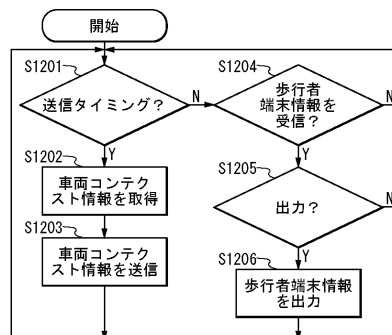 開始
S1201
送信タイミング？
N
Y
S1202
車両コンテク
スト情報を取得
S1203
車両コンテク
スト情報を送信
S1204
歩行者
端末情報を
受信？
N
Y
S1205
出力？
N
Y
S1206
歩行者端末情報
を出力